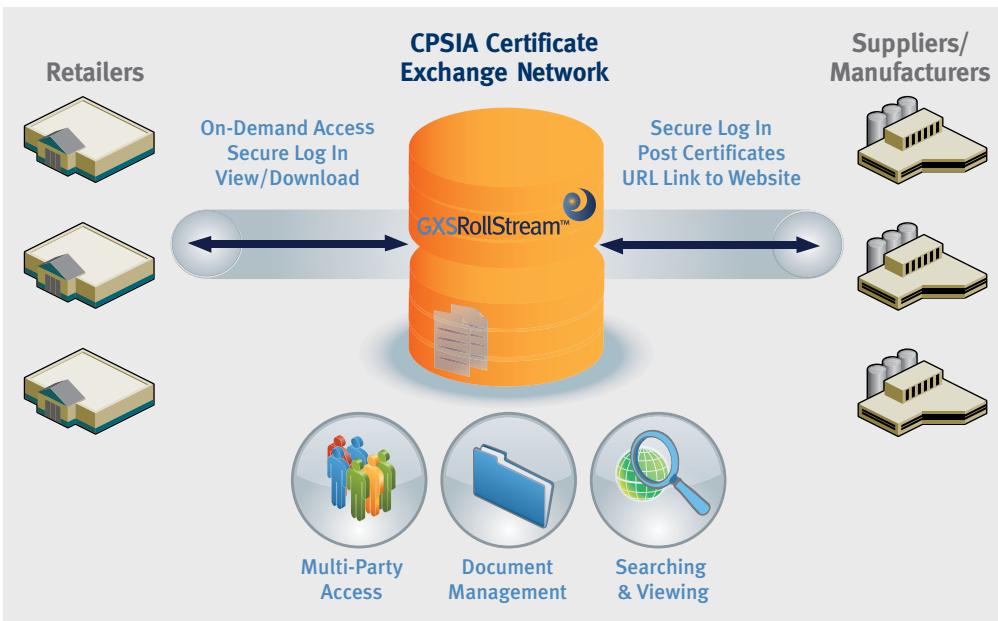 CPSIA Certificate
Exchange Network
Retailers
Suppliers/
Manufacturers
On-Demand Access
Secure Log In
View/Download
Secure Log In
Post Certificates
URL Link to Website
GXSRollStream™
Multi-Party
Access
Document
Management
Searching
& Viewing